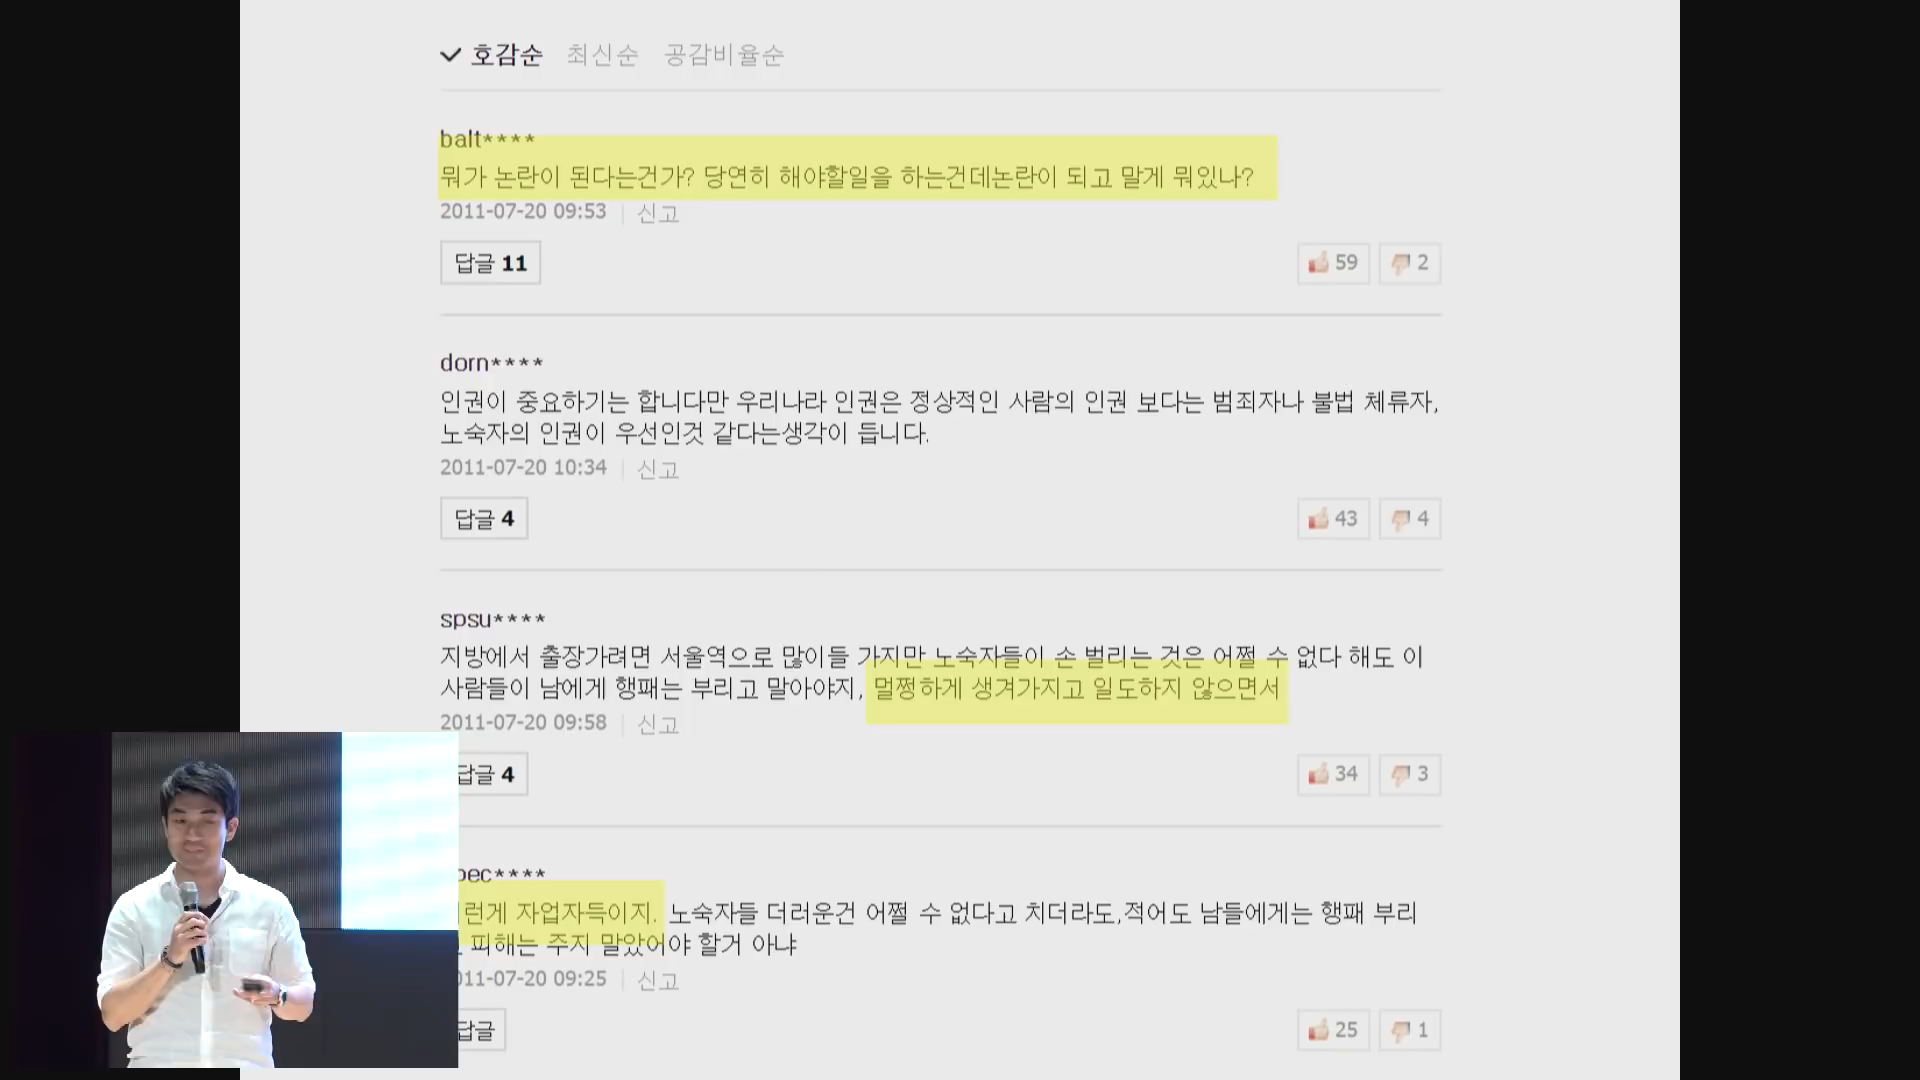 호감순 최신순 공감비율순
balt****
뭐가 논란이 된다는건가? 당연히 해야할일을 하는건데논란이 되고 말게 뭐있나?
2011-07-20 09:53 신고
답글 11 59 2
dorn****
인권이 중요하기는 합니다만 우리나라 인권은 정상적인 사람의 인권 보다는 범죄자나 불법 체류자,
노숙자의 인권이 우선인것 같다는생각이 듭니다.
2011-07-20 10:34 신고
답글 4 43 4
spsu****
지방에서 출장가려면 서울역으로 많이들 가지만 노숙자들이 손 벌리는 것은 어쩔 수 없다 해도 이
사람들이 남에게 행패는 부리고 말아야지, 멀쩡하게 생겨가지고 일도하지 않으면서
2011-07-20 09:58 신고
답글 4 34 3
pec****
런게 자업자득이지. 노숙자들 더러운건 어쩔 수 없다고 치더라도,적어도 남들에게는 행패 부리
피해는 주지 말았어야 할거 아냐
011-07-20 09:25 신고
답글 25 1